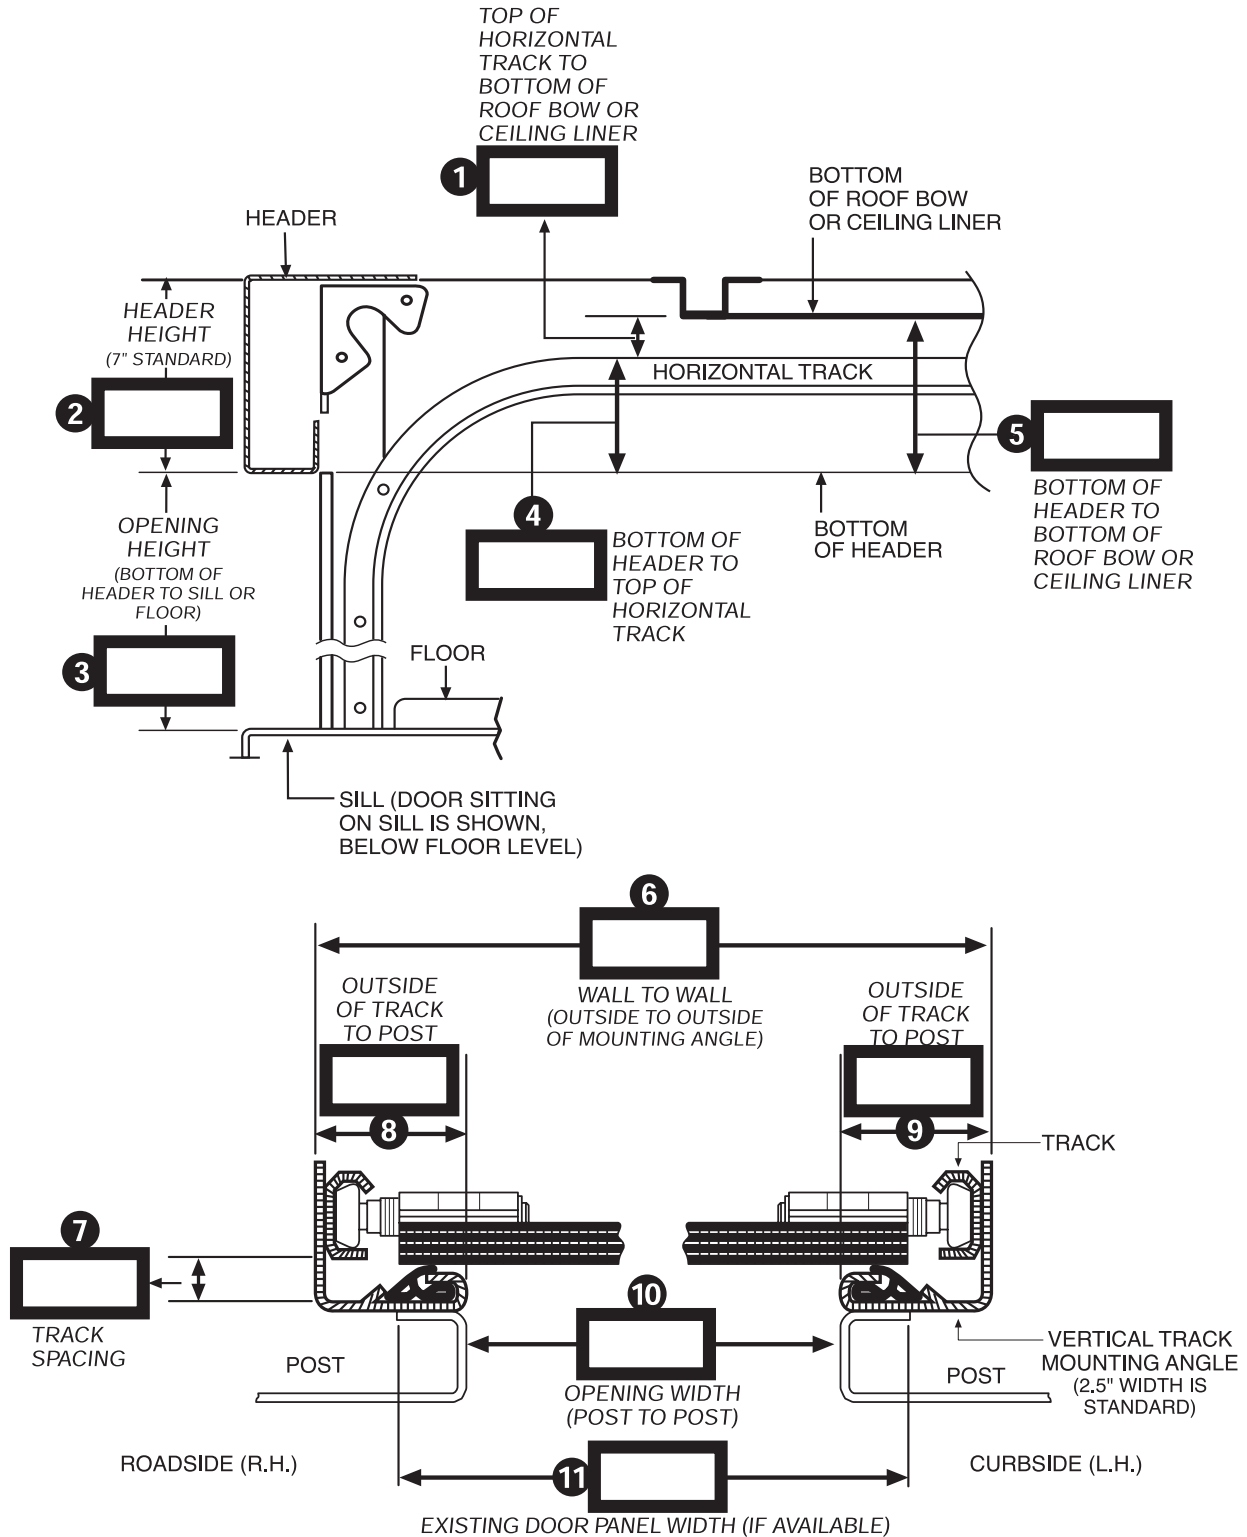 TOP OF
HORIZONTAL
TRACK TO
BOTTOM OF
ROOF BOW OR
CEILING LINER
1
BOTTOM
OF ROOF BOW
OR CEILING LINER
HEADER
HEADER
HEIGHT
(7" STANDARD)
2
HORIZONTAL TRACK
5
BOTTOM OF
HEADER TO
BOTTOM OF
ROOF BOW OR
CEILING LINER
4
BOTTOM OF
HEADER TO
TOP OF
HORIZONTAL
TRACK
BOTTOM
OF HEADER
OPENING
HEIGHT
(BOTTOM OF
HEADER TO SILL OR
FLOOR)
3
FLOOR
SILL (DOOR SITTING
ON SILL IS SHOWN,
BELOW FLOOR LEVEL)
6
WALL TO WALL
(OUTSIDE TO OUTSIDE
OF MOUNTING ANGLE)
OUTSIDE
OF TRACK
TO POST
8
OUTSIDE
OF TRACK
TO POST
9
TRACK
7
TRACK
SPACING
10
OPENING WIDTH
(POST TO POST)
POST
POST
VERTICAL TRACK
MOUNTING ANGLE
(2.5" WIDTH IS
STANDARD)
ROADSIDE (R.H.)
CURBSIDE (L.H.)
11
EXISTING DOOR PANEL WIDTH (IF AVAILABLE)